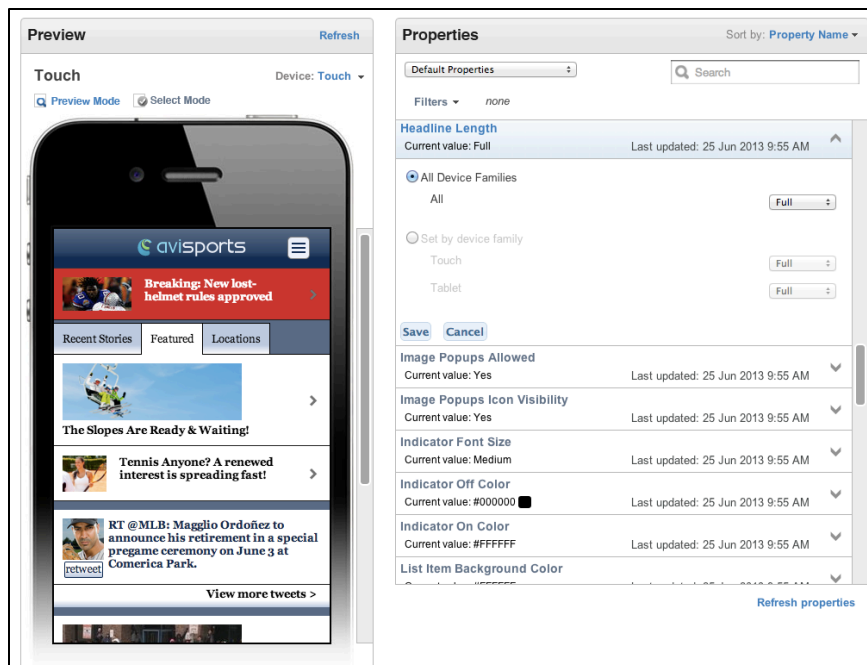 Preview
Refresh
Touch
Device: Touch
Preview Mode
Select Mode
avisports
Breaking: New lost-
helmet rules approved
Recent Stories
Featured
Locations
The Slopes Are Ready & Waiting!
Tennis Anyone? A renewed
interest is spreading fast!
RT @MLB: Magglio Ordoñez to
announce his retirement in a special
pregame ceremony on June 3 at
Comerica Park.
retweet
View more tweets >
Properties
Sort by: Property Name
Default Properties
Search
Filters
none
Headline Length
Current value: Full
Last updated: 25 Jun 2013 9:55 AM
All Device Families
All
Full
Set by device family
Touch
Full
Tablet
Full
Save
Cancel
Image Popups Allowed
Current value: Yes
Last updated: 25 Jun 2013 9:55 AM
Image Popups Icon Visibility
Current value: Yes
Last updated: 25 Jun 2013 9:55 AM
Indicator Font Size
Current value: Medium
Last updated: 25 Jun 2013 9:55 AM
Indicator Off Color
Current value: #000000
Last updated: 25 Jun 2013 9:55 AM
Indicator On Color
Current value: #FFFFFF
Last updated: 25 Jun 2013 9:55 AM
List Item Background Color
Refresh properties